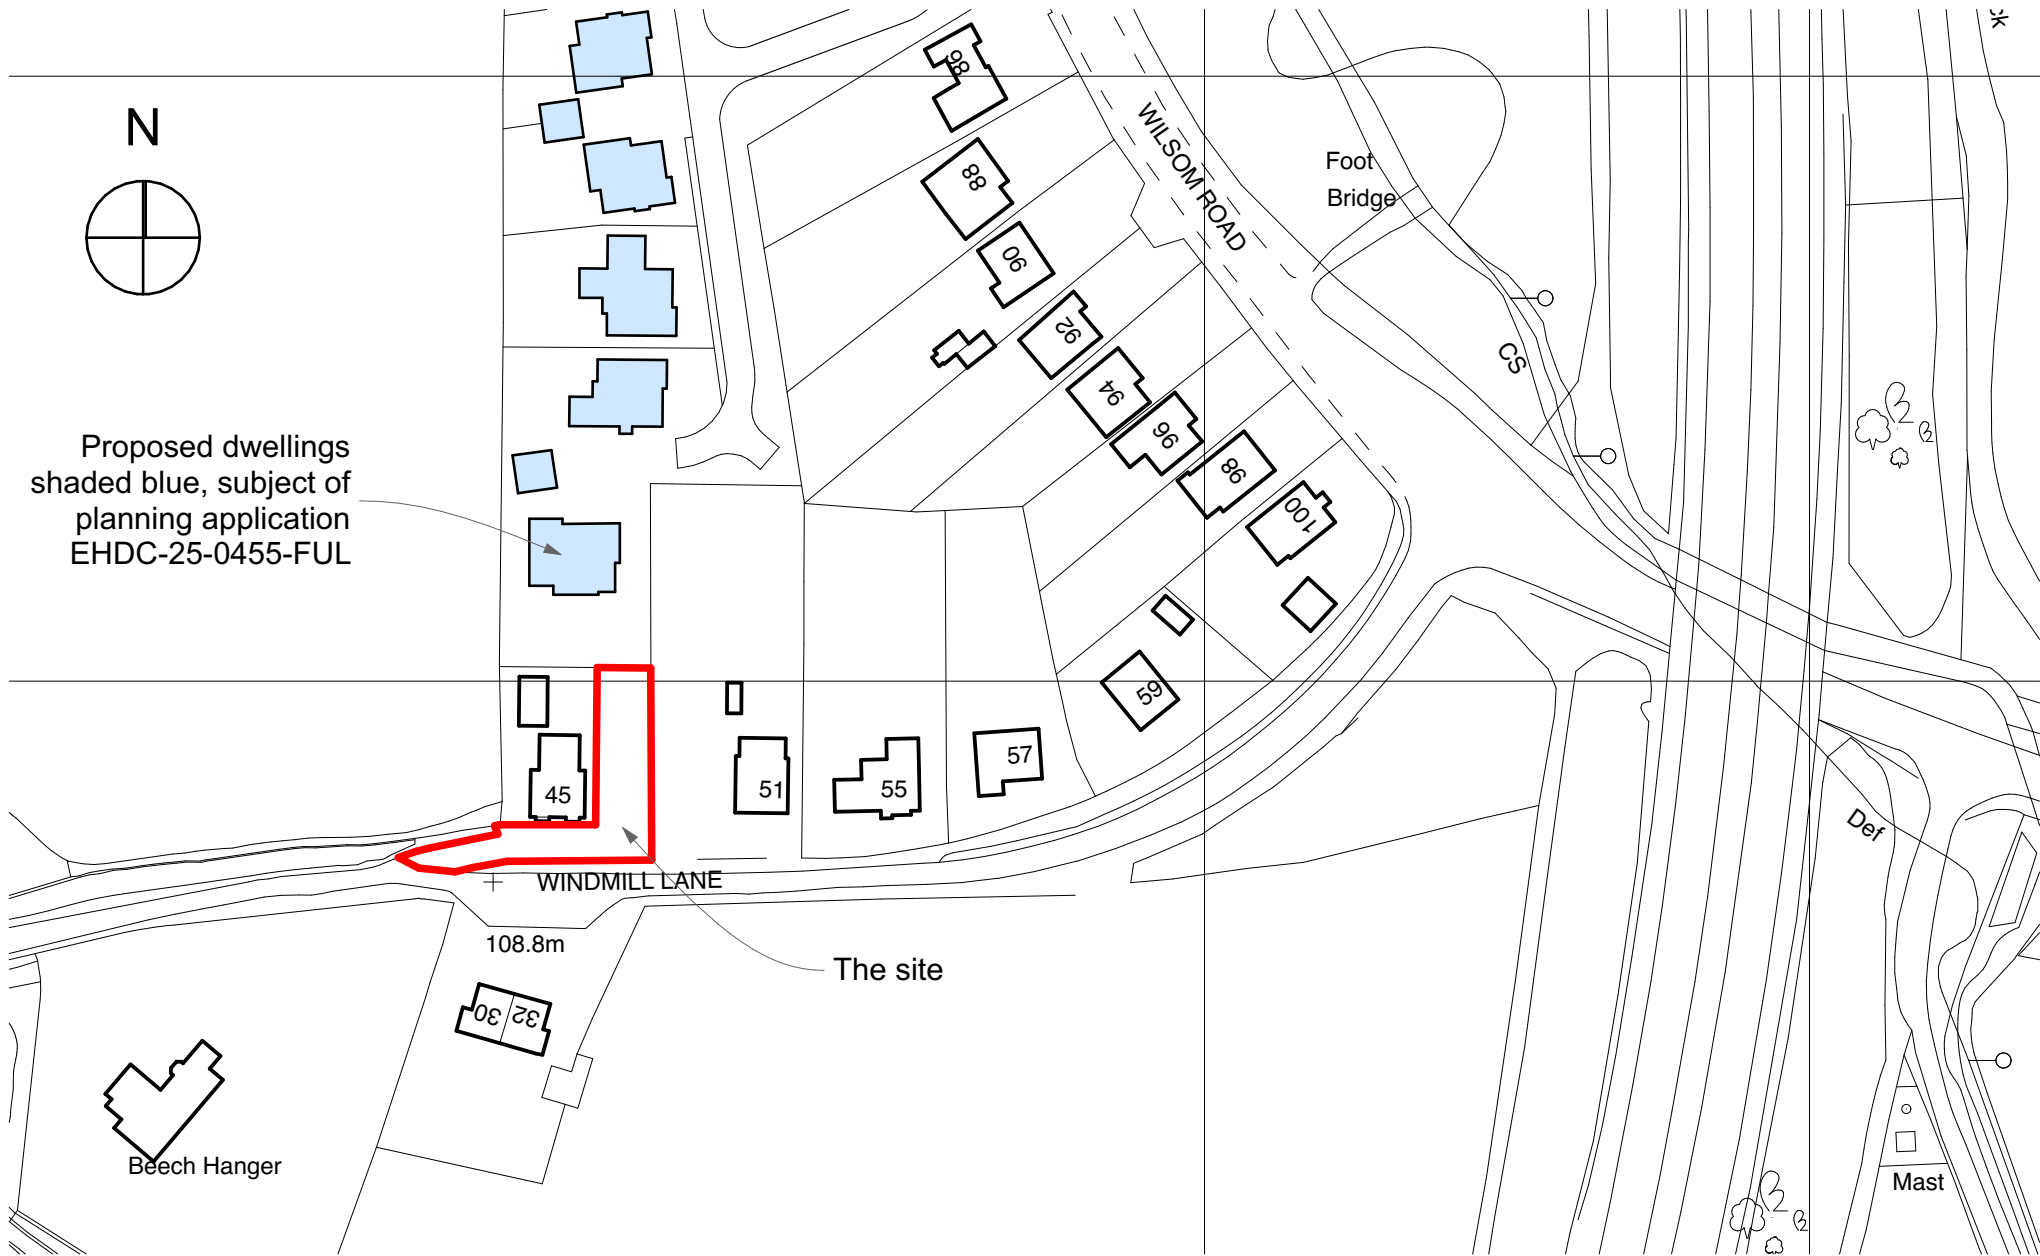 N
Proposed dwellings
shaded blue, subject of
planning application
EHDC-25-0455-FUL
86
88
90
92
94
96
98
100
WILSOM ROAD
Foot
Bridge
CS
ck
59
57
55
51
45
WINDMILL LANE
108.8m
The site
30
32
Beech Hanger
Def
Mast